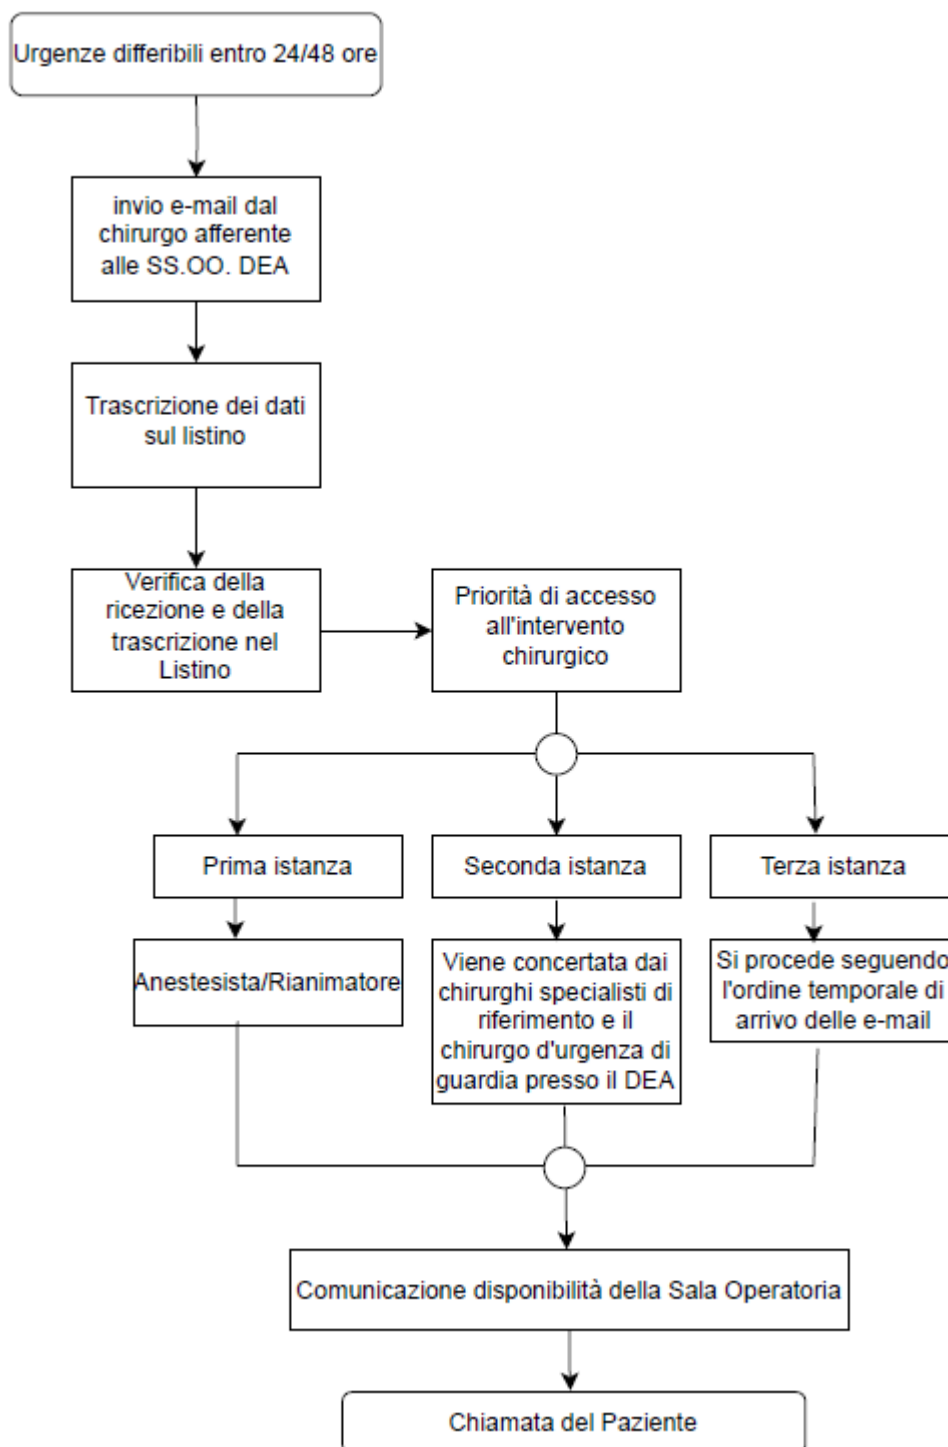 Urgenze differibili entro 24/48 ore
invio e-mail dal
chirurgo afferente
alle SS.OO. DEA
Trascrizione dei dati
sul listino
Verifica della
ricezione e della
trascrizione nel
Listino
Priorità di accesso
all'intervento
chirurgico
Prima istanza
Seconda istanza
Terza istanza
Anestesista/Rianimatore
Viene concertata dai
chirurghi specialisti di
riferimento e il
chirurgo d'urgenza di
guardia presso il DEA
Si procede seguendo
l'ordine temporale di
arrivo delle e-mail
Comunicazione disponibilità della Sala Operatoria
Chiamata del Paziente